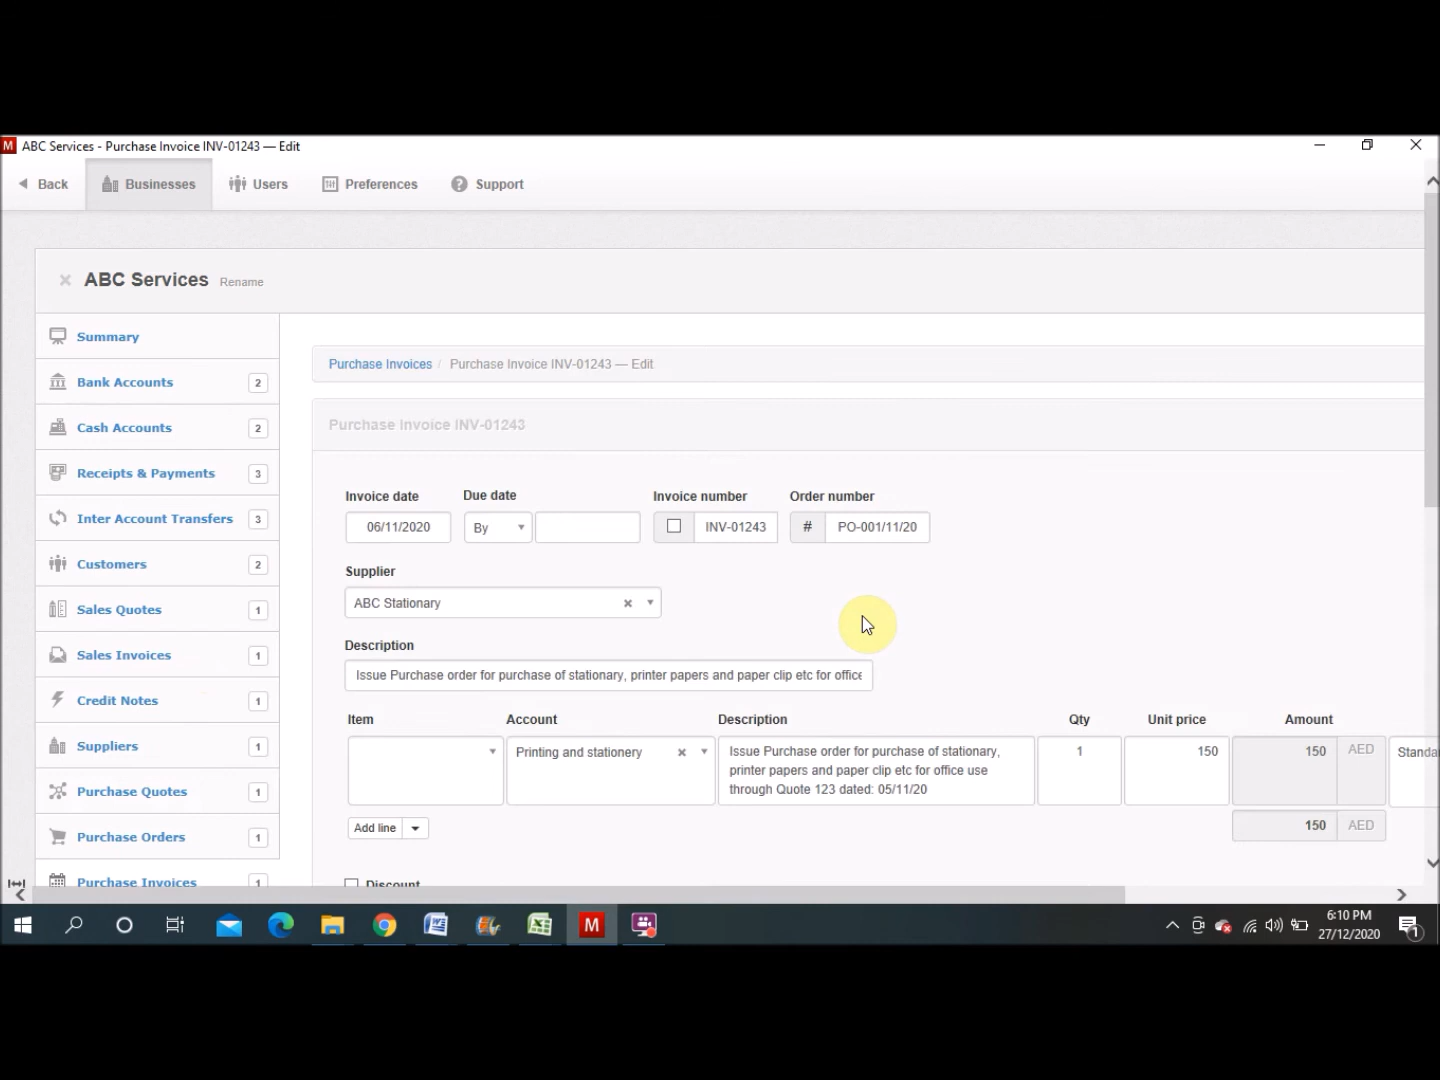 M ABC Services - Purchase Invoice INV-01243 — Edit
Back Businesses Users Preferences ? Support
ABC Services Rename
Summary
Bank Accounts 2
Cash Accounts 2
Receipts & Payments 3
Inter Account Transfers 3
Customers 2
Sales Quotes 1
Sales Invoices 1
Credit Notes 1
Suppliers 1
Purchase Quotes 1
Purchase Orders 1
Purchase Invoices 1
Purchase Invoices / Purchase Invoice INV-01243 — Edit
Purchase Invoice INV-01243
Invoice date Due date Invoice number Order number
06/11/2020 By INV-01243 # PO-001/11/20
Supplier
ABC Stationary
Description
Issue Purchase order for purchase of stationary, printer papers and paper clip etc for office
Item Account Description Qty Unit price Amount
Printing and stationery
Issue Purchase order for purchase of stationary,
printer papers and paper clip etc for office use
through Quote 123 dated: 05/11/20
1 150 150 AED Standa
Add line 150 AED
Discount
M
6:10 PM
27/12/2020
1